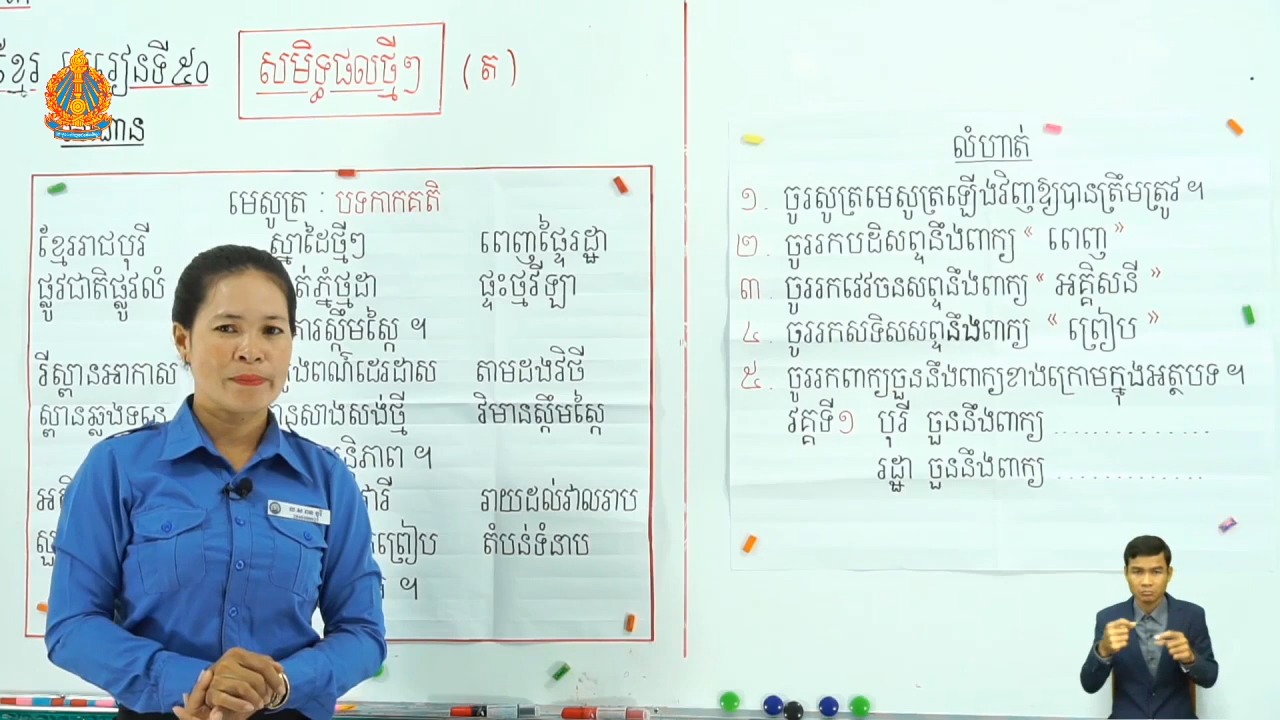 ខ្មែរ មេរៀនទី៥០ សមិទ្ធផលថ្មីៗ (ត)
មេសូត្រ : បទកាកគតិ
ខ្មែររាជបុរី ស្នាដៃថ្មីៗ ពេញផ្ទៃរដ្ឋា
ផ្លូវជាតិផ្លូវលំ ភ្នំថ្មដា ផ្ទះថ្មវីឡា
ការស្តឹមស្តៃ ។
រីស្ពានអាកាស ពណ៌ដេរដាស តាមដងវិថី
ស្ពានឆ្លងទន្លេ សាងសង់ថ្មី វិមានស្តឹមស្តៃ
។
រាយដល់វាលរាប
ព្រៀប តំបន់ទំនាប
។
លំហាត់
១. ចូរសូត្រមេសូត្រឡើងវិញឱ្យបានត្រឹមត្រូវ ។
២. ចូររកបដិសព្ទនឹងពាក្យ “ ពេញ ”
៣. ចូររកវេវចនសព្ទនឹងពាក្យ “ អគ្គិសនី ”
៤. ចូររកសទិសសព្ទនឹងពាក្យ “ ព្រៀប ”
៥. ចូររកពាក្យចួននឹងពាក្យខាងក្រោមក្នុងអត្ថបទ ។
វគ្គទី១ បុរី ចួននឹងពាក្យ ..............
រដ្ឋា ចួននឹងពាក្យ .............